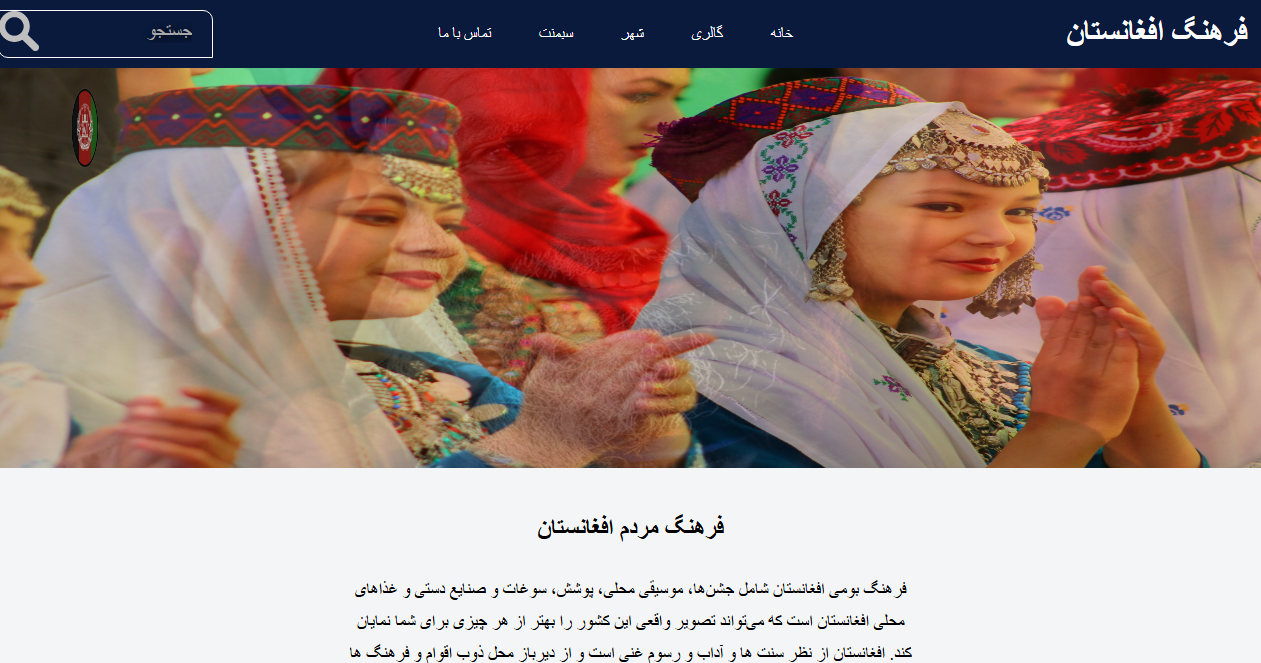 فرهنگ افغانستان
خانه
گالری
شهر
سیمنت
تماس با ما
جستجو
فرهنگ مردم افغانستان
فرهنگ بومی افغانستان شامل جشن‌ها، موسیقی محلی، پوشش، سوغات و صنایع دستی و غذاهای
محلی افغانستان است که می‌تواند تصویر واقعی این کشور را بهتر از هر چیزی برای شما نمایان
کند. افغانستان از نظر سنت ها و آداب و رسوم غنی است و از دیرباز محل ذوب اقوام و فرهنگ ها